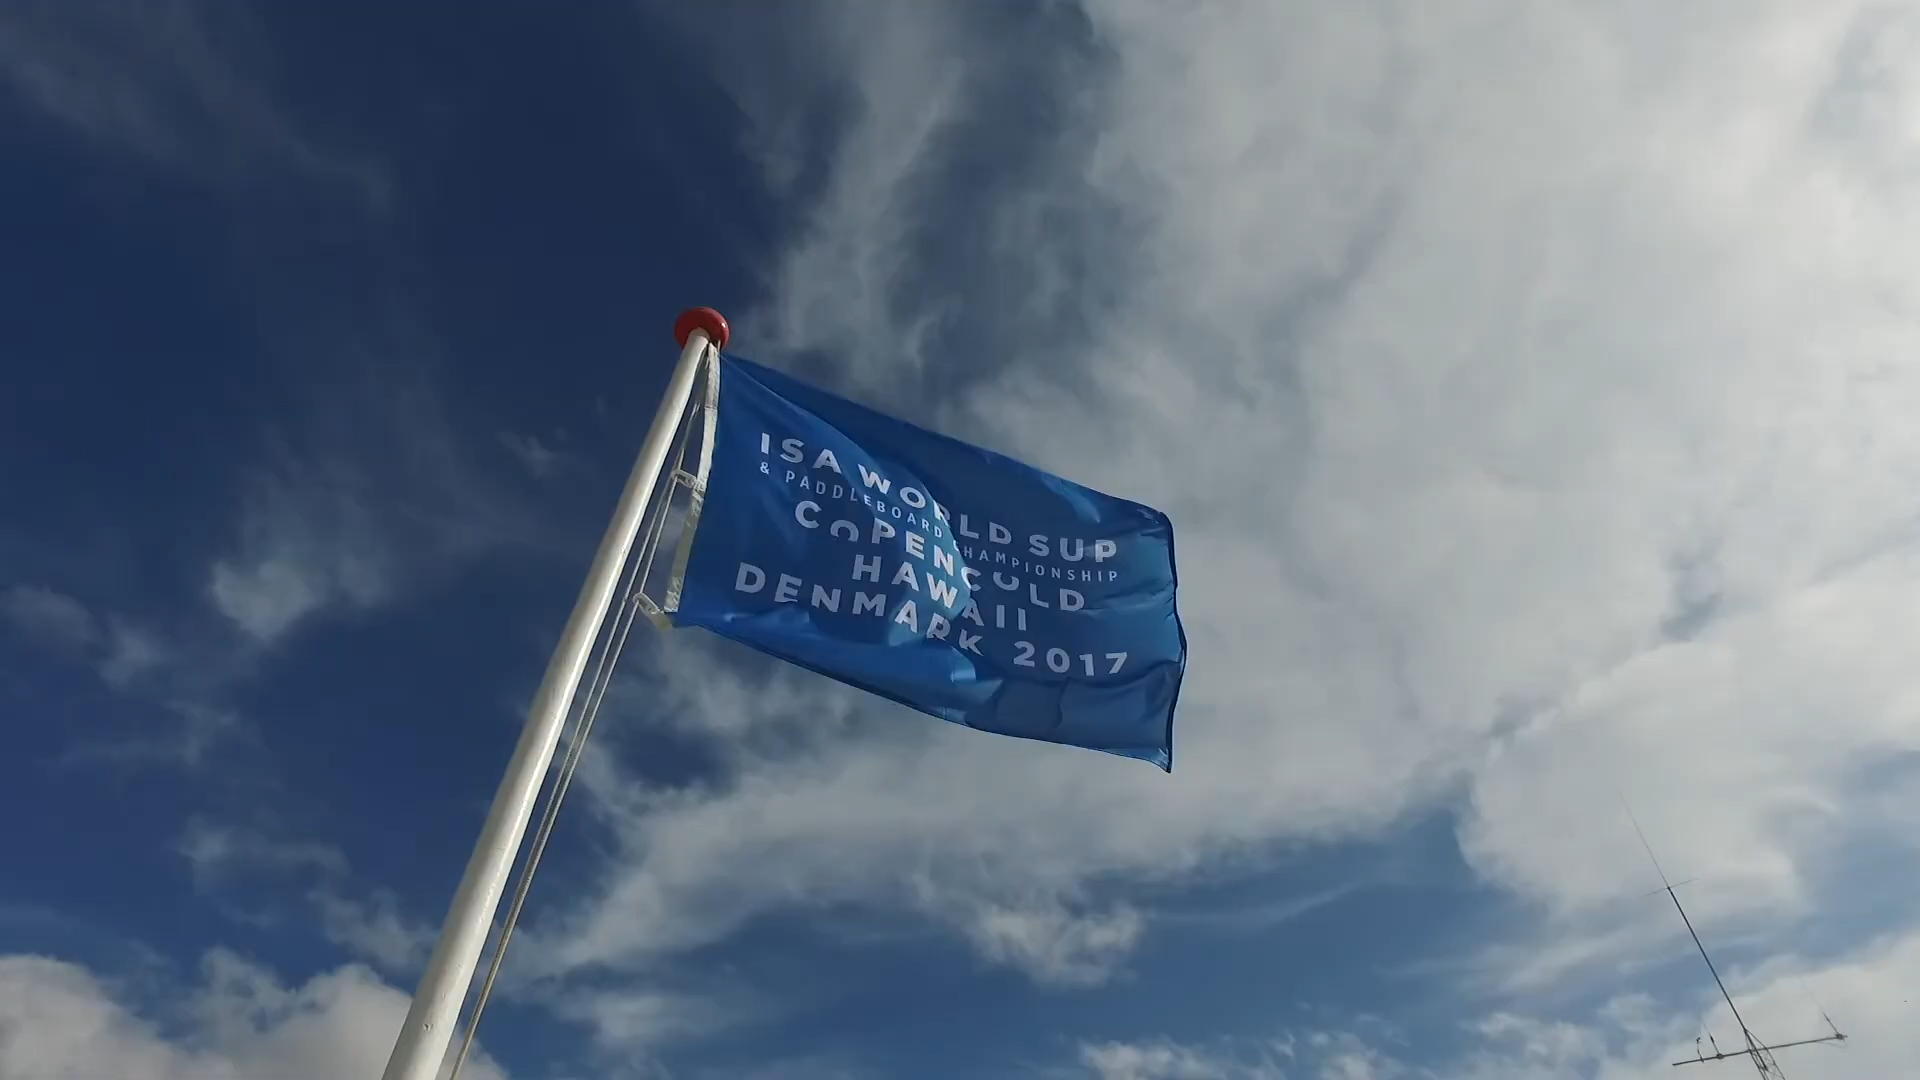 ISA WORLD SUP
& PADDLEBOARD CHAMPIONSHIP
COPENCOLD
HAWAII
DENMARK 2017